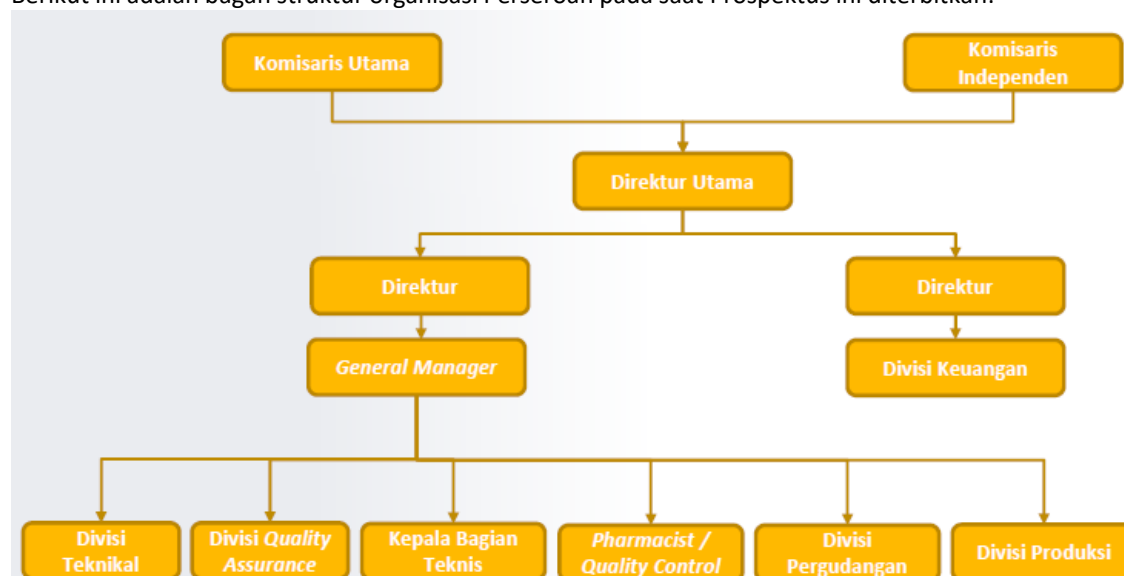 Berikut ini adalah bagan struktur organisasi Perseroan pada saat Prospektus ini diterbitkan:
Komisaris Utama
Komisaris
Independen
Direktur Utama
Direktur
Direktur
General Manager
Divisi Keuangan
Divisi
Teknikal
Divisi Quality
Assurance
Kepala Bagian
Teknis
Pharmacist /
Quality Control
Divisi
Pergudangan
Divisi Produksi